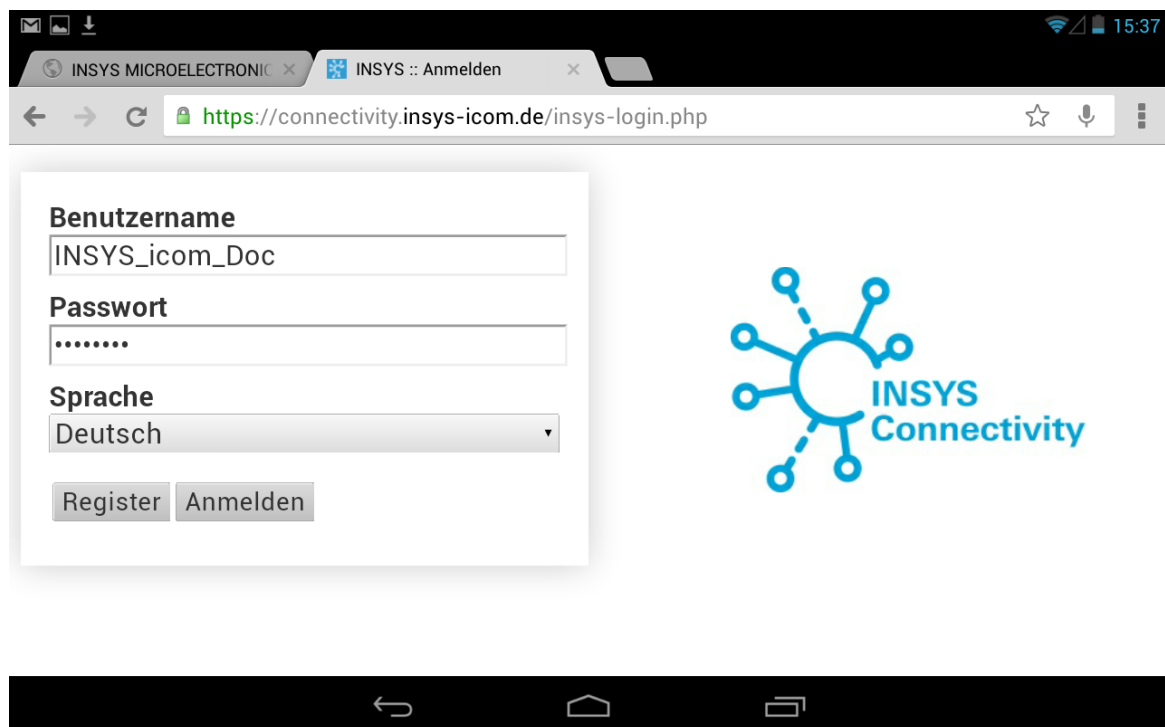 15:37
INSYS MICROELECTRONIC
INSYS :: Anmelden
https://connectivity.insys-icom.de/insys-login.php
Benutzername
INSYS_icom_Doc
Passwort
••••••••
Sprache
Deutsch
Register Anmelden
INSYS
Connectivity